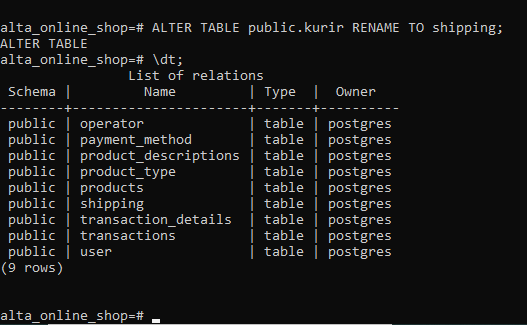 alta_online_shop=# ALTER TABLE public.kurir RENAME TO shipping;
ALTER TABLE
alta_online_shop=# \dt;
List of relations
Schema | Name | Type | Owner
--------+----------------------+-------+----------
public | operator | table | postgres
public | payment_method | table | postgres
public | product_descriptions | table | postgres
public | product_type | table | postgres
public | products | table | postgres
public | shipping | table | postgres
public | transaction_details | table | postgres
public | transactions | table | postgres
public | user | table | postgres
(9 rows)
alta_online_shop=#